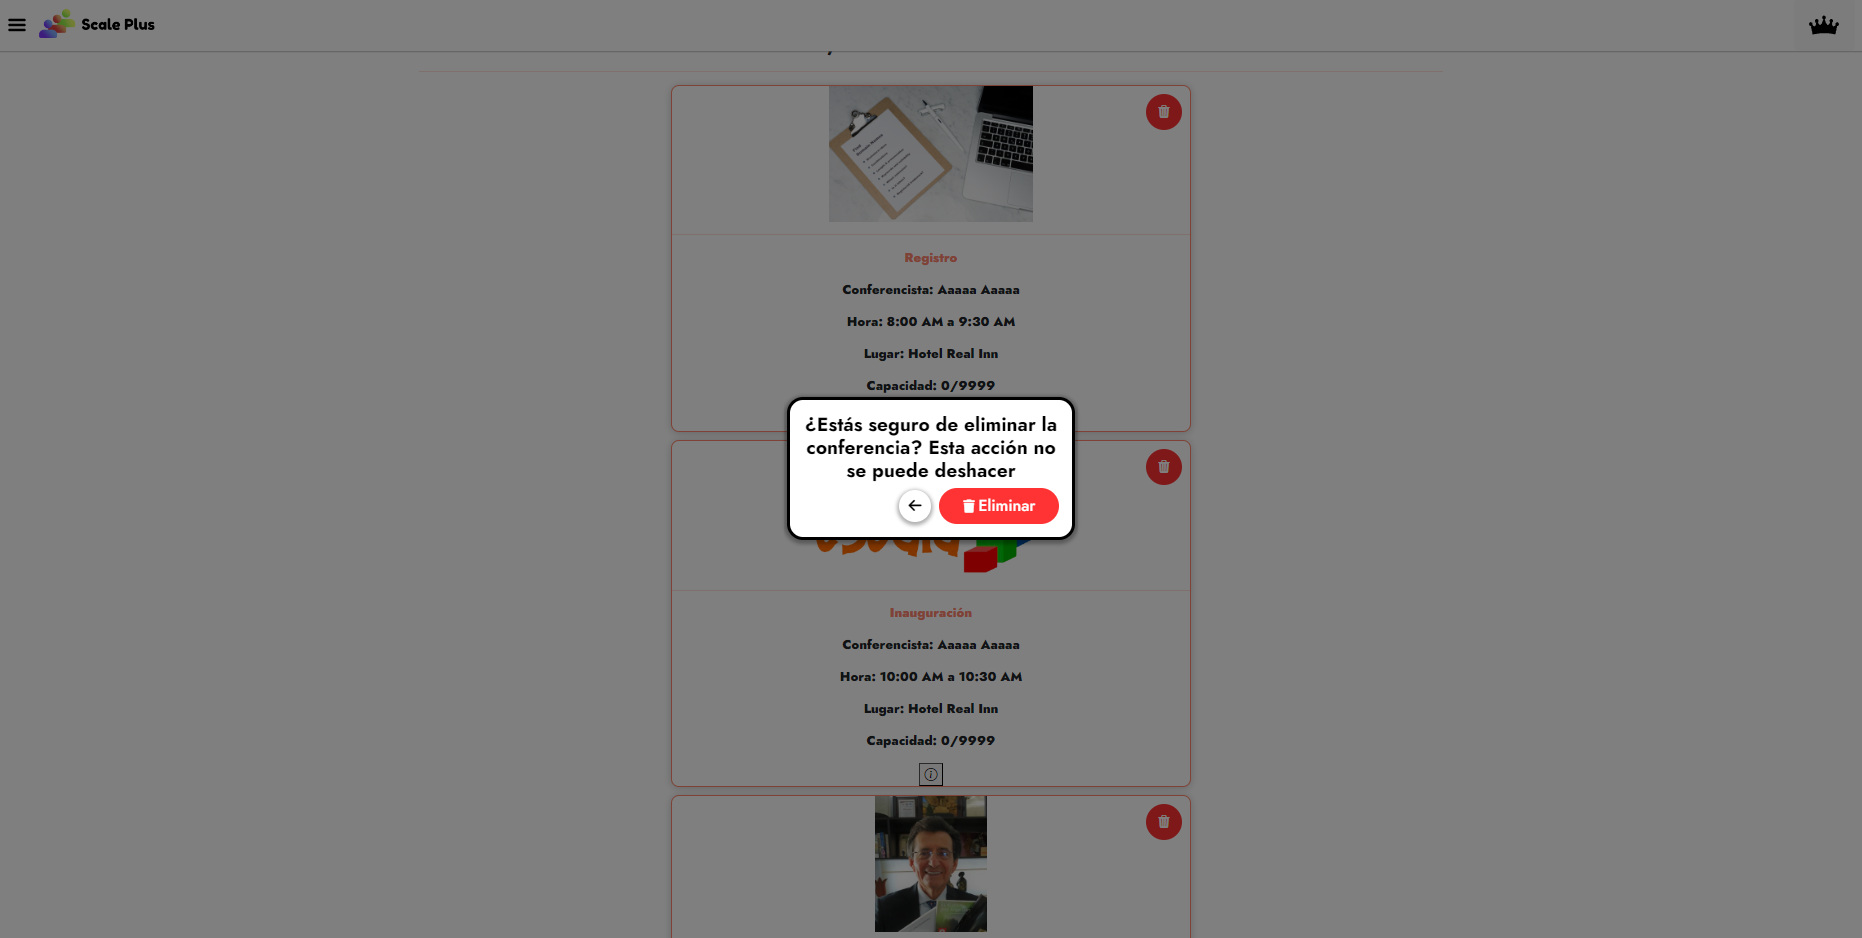 Scale Plus
Registro
Conferencista: Aaaaa Aaaaa
Hora: 8:00 AM a 9:30 AM
Lugar: Hotel Real Inn
Capacidad: 0/9999
¿Estás seguro de eliminar la
conferencia? Esta acción no
se puede deshacer
Eliminar
Inauguración
Conferencista: Aaaaa Aaaaa
Hora: 10:00 AM a 10:30 AM
Lugar: Hotel Real Inn
Capacidad: 0/9999